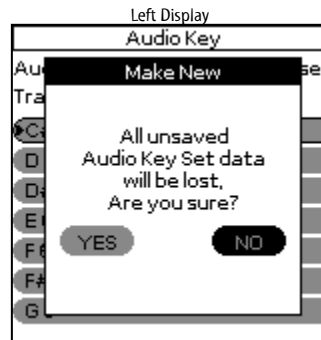 Left Display
Audio Key
Make New
All unsaved
Audio Key Set data
will be lost,
Are you sure?
YES NO
D
D#
E
F
F#
G